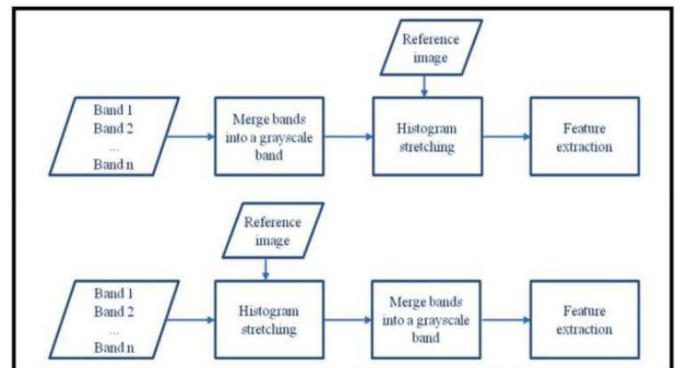 Reference
image
Band 1
Band 2
...
Band n
Merge bands
into a grayscale
band
Histogram
stretching
Feature
extraction
Reference
image
Band 1
Band 2
...
Band n
Histogram
stretching
Merge bands
into a grayscale
band
Feature
extraction